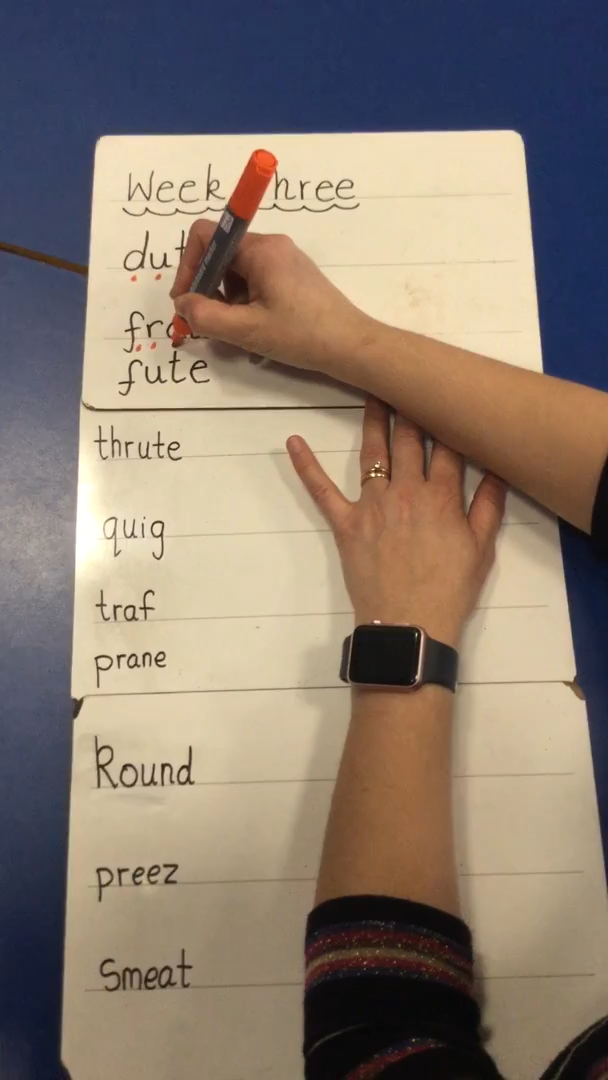 Week
fute
thrute
quig
traf
prane
Round
preez
Smeat